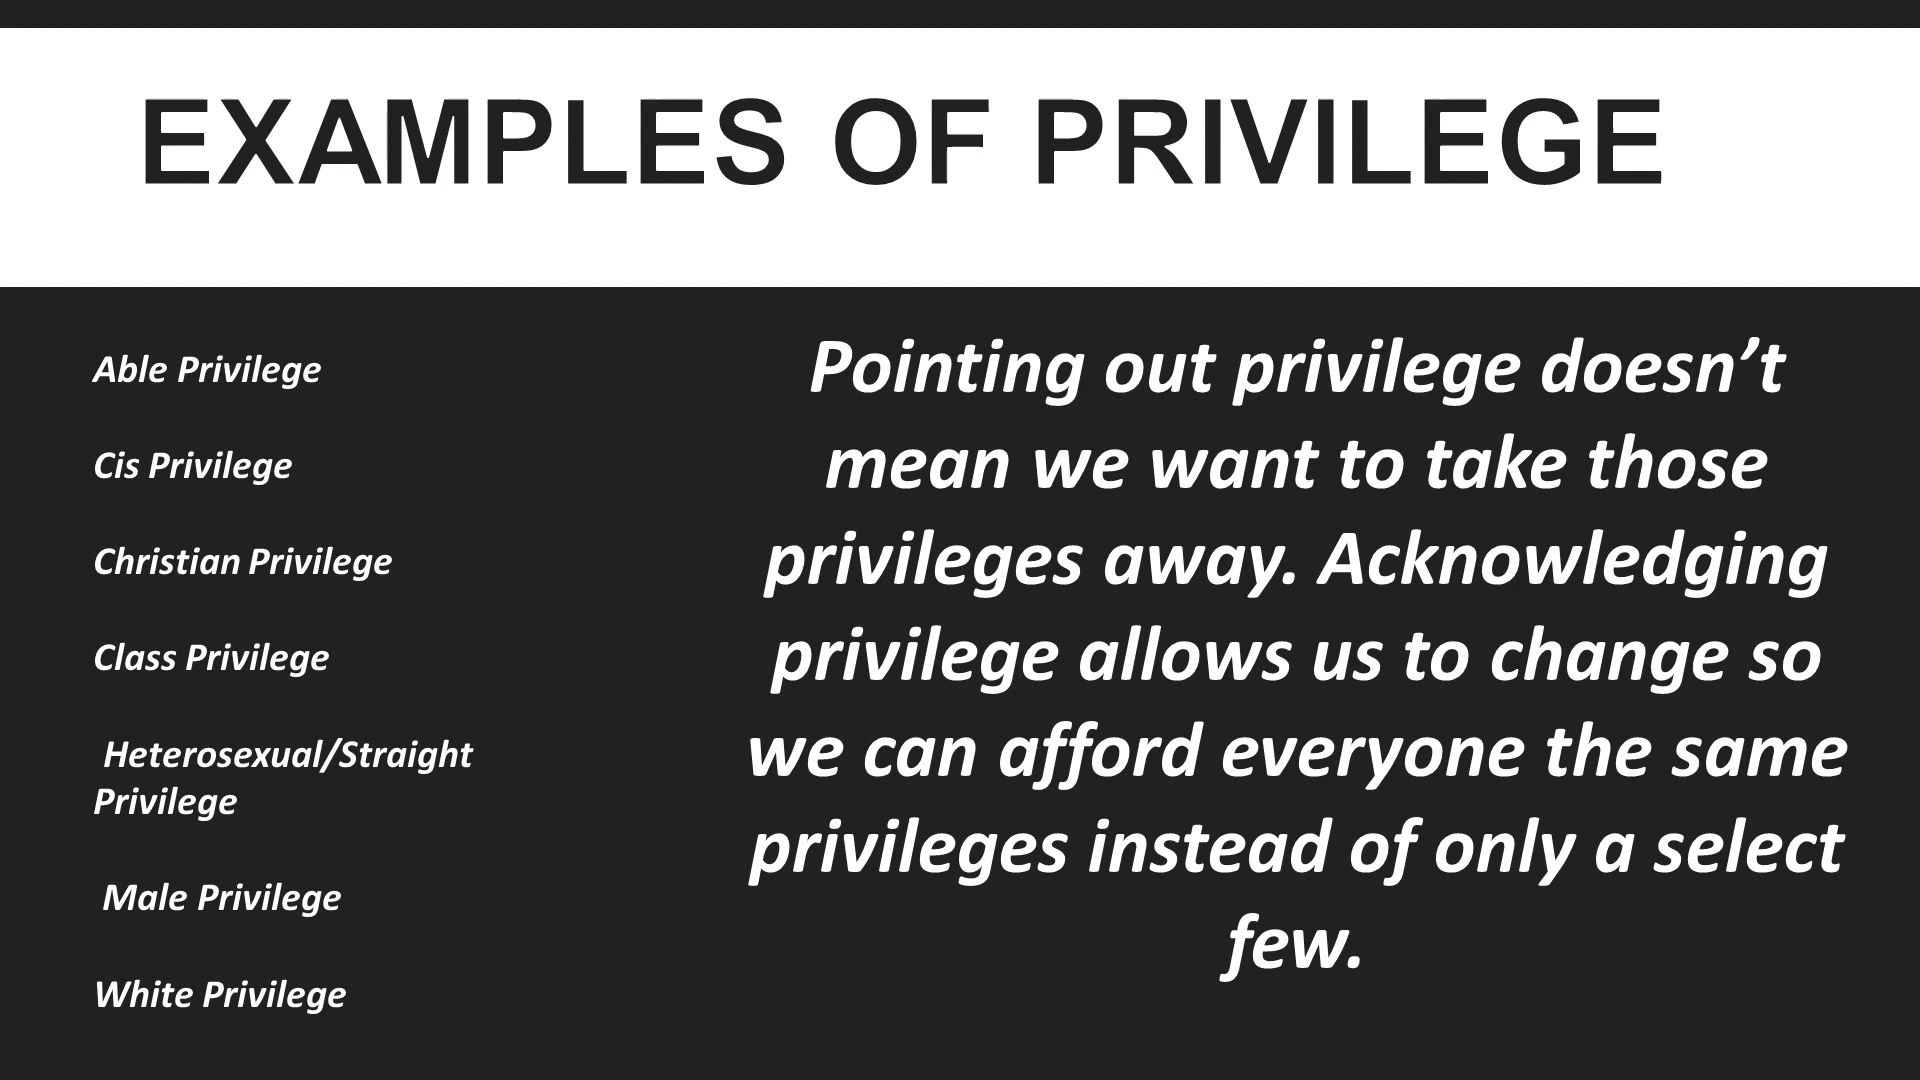 EXAMPLES OF PRIVILEGE
Able Privilege
Cis Privilege
Christian Privilege
Class Privilege
Heterosexual/Straight
Privilege
Male Privilege
White Privilege
Pointing out privilege doesn’t
mean we want to take those
privileges away. Acknowledging
privilege allows us to change so
we can afford everyone the same
privileges instead of only a select
few.